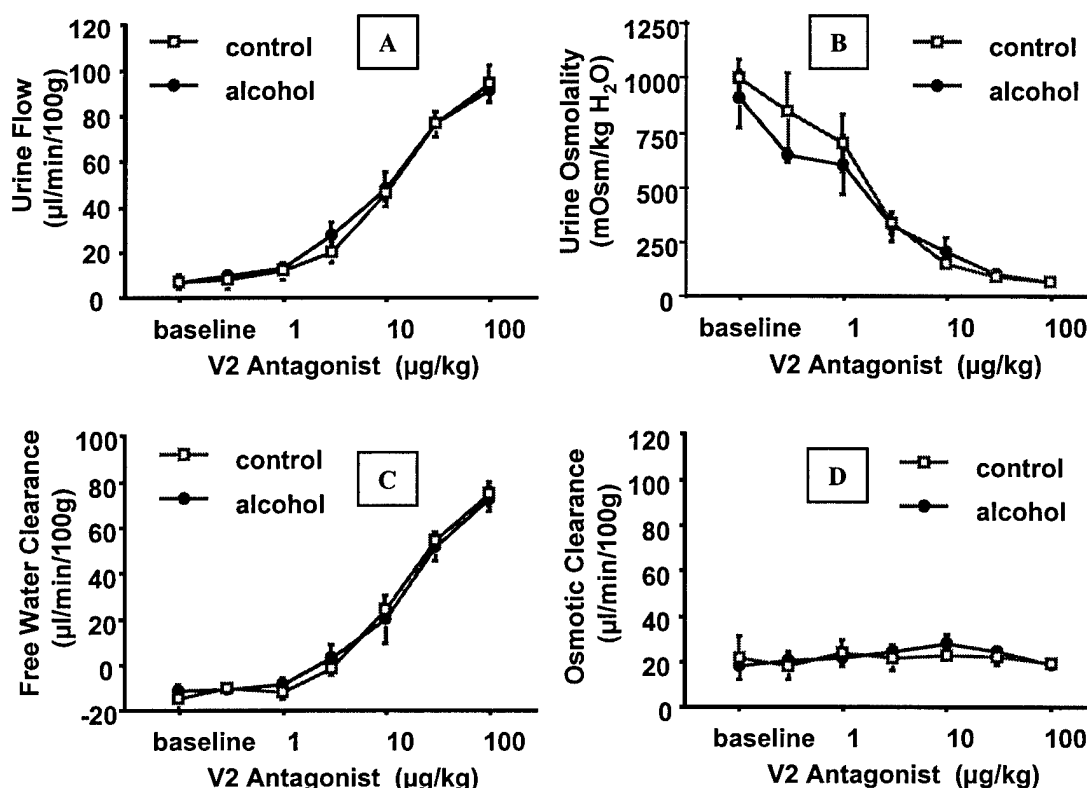 A
control
alcohol
Urine Flow
(µl/min/100g)
120
100
80
60
40
20
0
baseline 1 10 100
V2 Antagonist (µg/kg)
B
control
alcohol
Urine Osmolality
(mOsm/kg H₂O)
1000
750
500
250
0
baseline 1 10 100
V2 Antagonist (µg/kg)
C
control
alcohol
Free Water Clearance
(µl/min/100g)
100
80
60
40
20
0
-20
baseline 1 10 100
V2 Antagonist (µg/kg)
D
control
alcohol
Osmotic Clearance
(µl/min/100g)
120
100
80
60
40
20
0
baseline 1 10 100
V2 Antagonist (µg/kg)